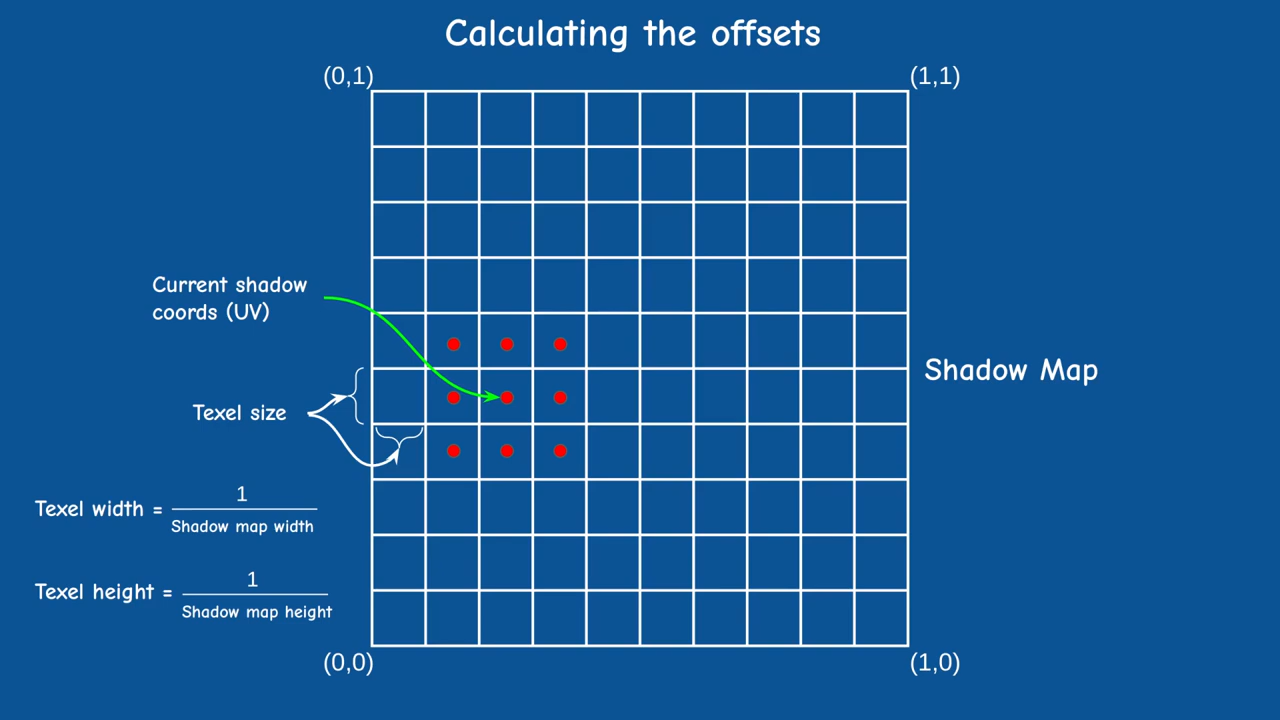 Calculating the offsets
(0,1)
(1,1)
Current shadow
coords (UV)
Shadow Map
Texel size
Texel width = 1
Shadow map width
Texel height = 1
Shadow map height
(0,0)
(1,0)